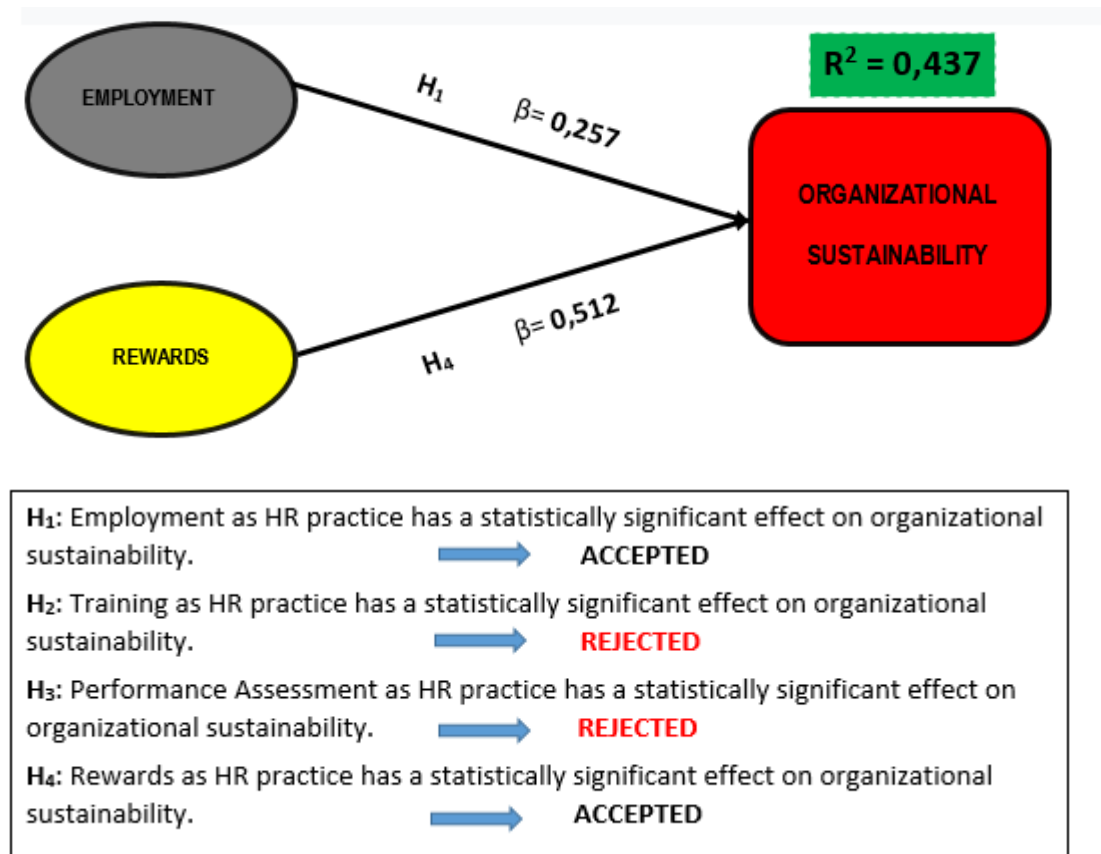 R² = 0,437
EMPLOYMENT
H₁
β= 0,257
ORGANIZATIONAL
SUSTAINABILITY
REWARDS
H₄
β= 0,512
H₁: Employment as HR practice has a statistically significant effect on organizational
sustainability. ACCEPTED
H₂: Training as HR practice has a statistically significant effect on organizational
sustainability. REJECTED
H₃: Performance Assessment as HR practice has a statistically significant effect on
organizational sustainability. REJECTED
H₄: Rewards as HR practice has a statistically significant effect on organizational
sustainability. ACCEPTED